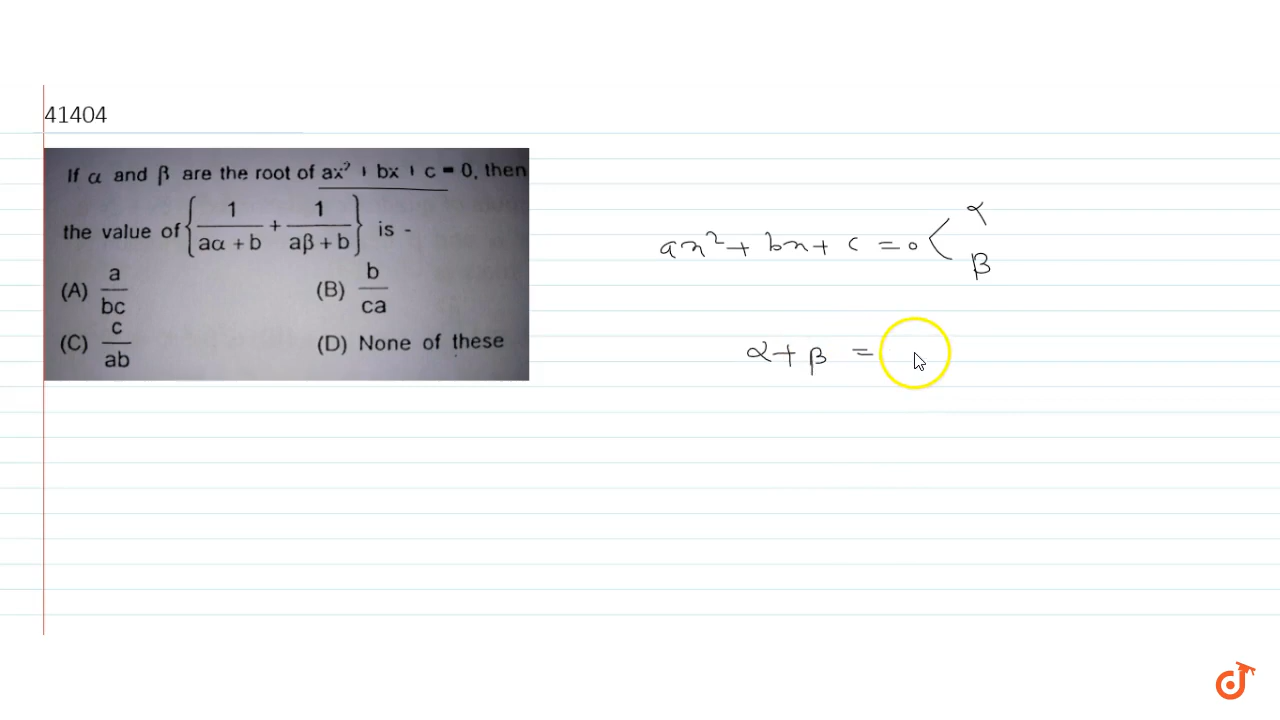 41404
If α and β are the root of ax² + bx + c = 0, then
the value of {1/(aα + b) + 1/(aβ + b)} is -
(A) a/bc (B) b/ca
(C) c/ab (D) None of these
ax² + bx + c = 0 < α β
α + β =